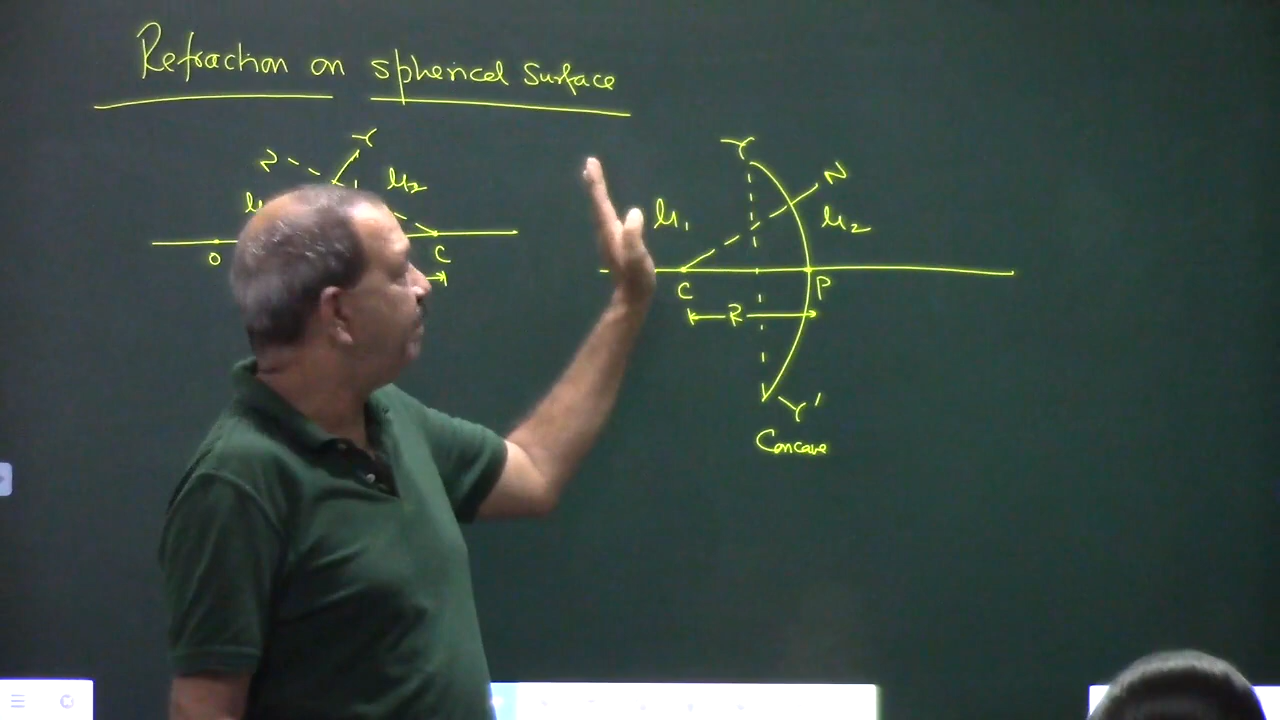 Refraction on spherical surface
Y
N
μ2
μ
O
C
Y
N
μ1
μ2
C
P
R
Y'
Concave